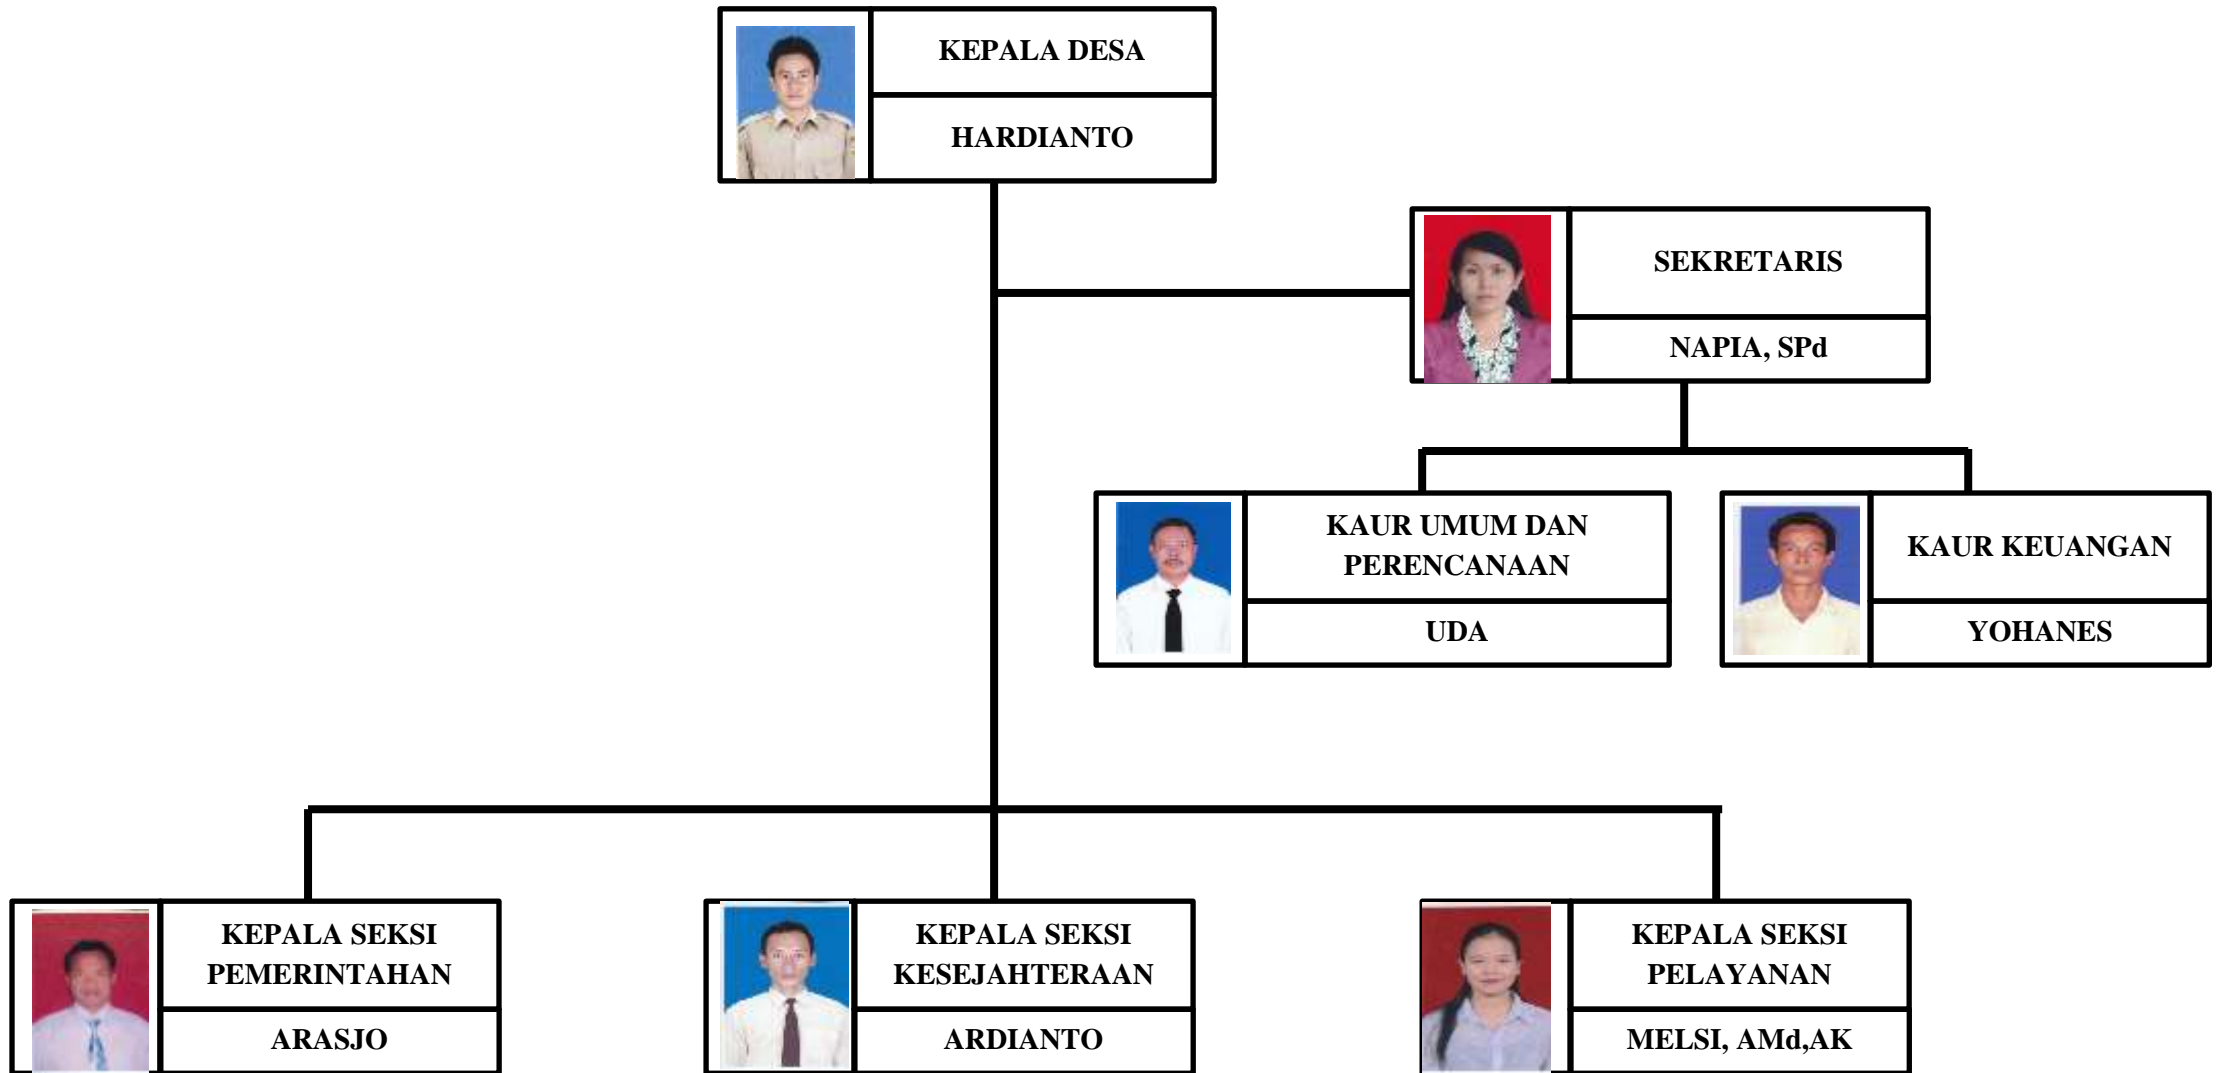 KEPALA DESA
HARDIANTO
SEKRETARIS
NAPIA, SPd
KAUR UMUM DAN
PERENCANAAN
UDA
KAUR KEUANGAN
YOHANES
KEPALA SEKSI
PEMERINTAHAN
ARASJO
KEPALA SEKSI
KESEJAHTERAAN
ARDIANTO
KEPALA SEKSI
PELAYANAN
MELSI, AMd,AK